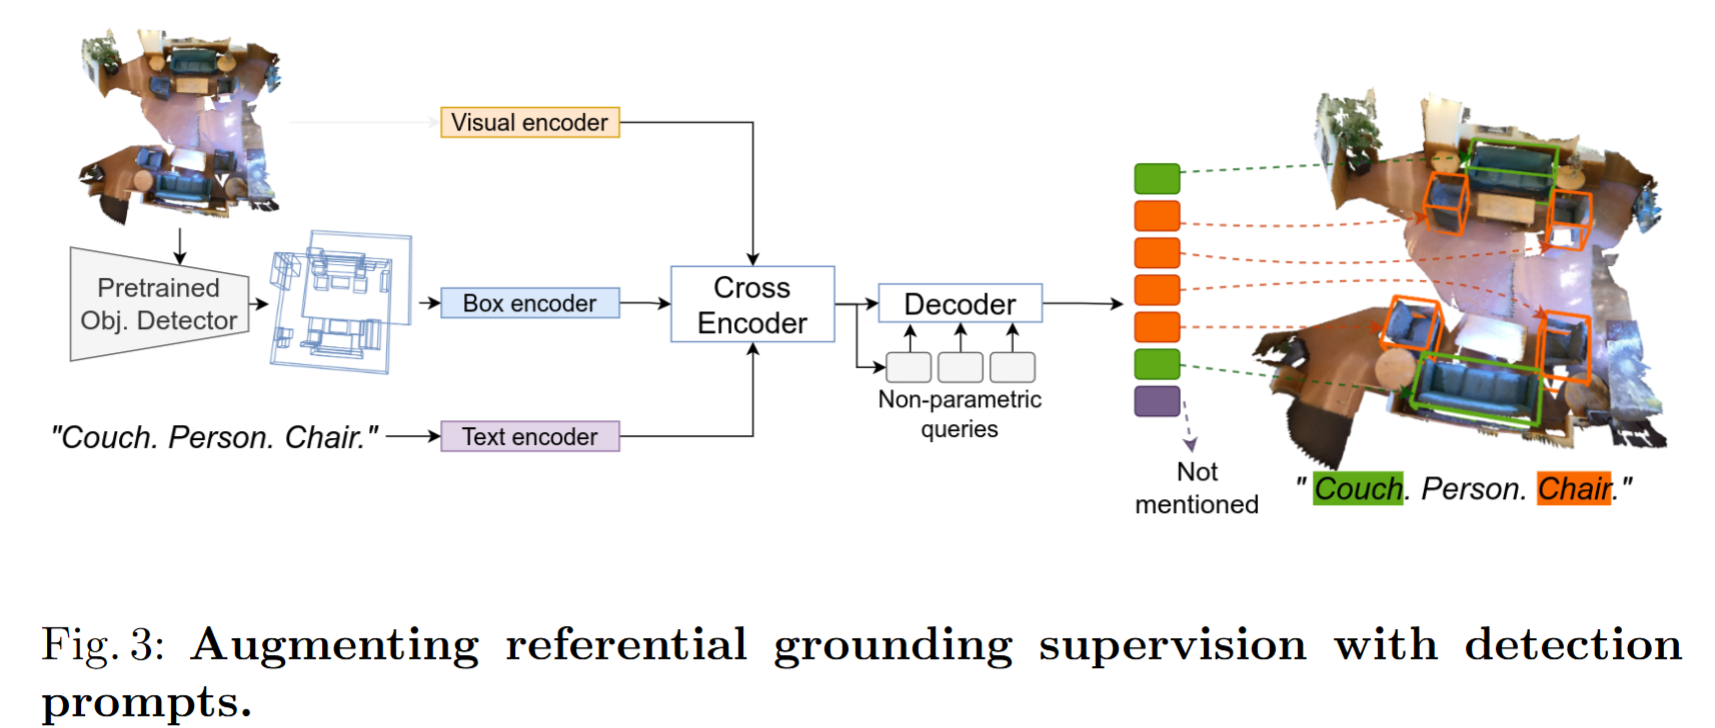 Visual encoder
Pretrained
Obj. Detector
Box encoder
Cross
Encoder
Decoder
Non-parametric
queries
"Couch. Person. Chair."
Text encoder
Not
mentioned
"Couch. Person. Chair."
Fig. 3: Augmenting referential grounding supervision with detection
prompts.